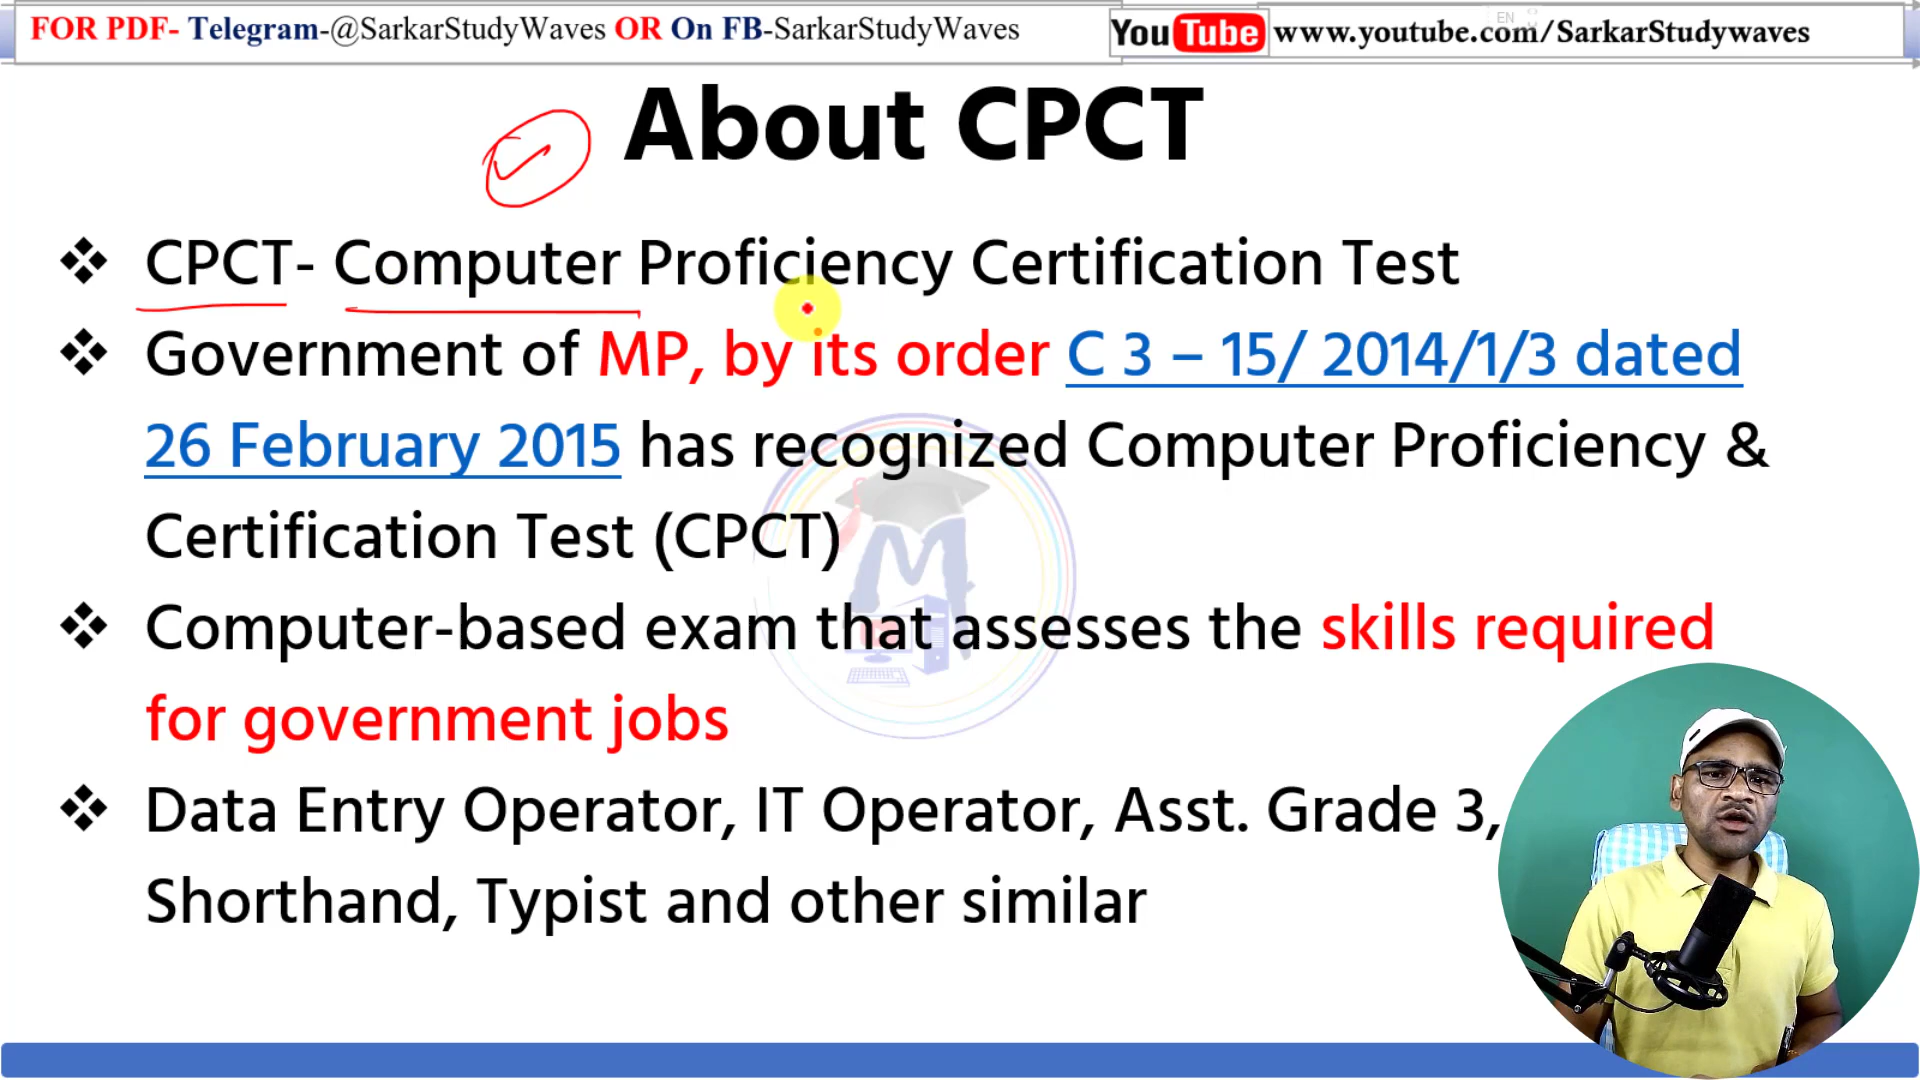 FOR PDF- Telegram-@SarkarStudyWaves OR On FB-SarkarStudyWaves
YouTube www.youtube.com/SarkarStudywaves
EN
About CPCT
❖ CPCT- Computer Proficiency Certification Test
❖ Government of MP, by its order C 3 – 15/ 2014/1/3 dated
26 February 2015 has recognized Computer Proficiency &
Certification Test (CPCT)
❖ Computer-based exam that assesses the skills required
for government jobs
❖ Data Entry Operator, IT Operator, Asst. Grade 3,
Shorthand, Typist and other similar
M